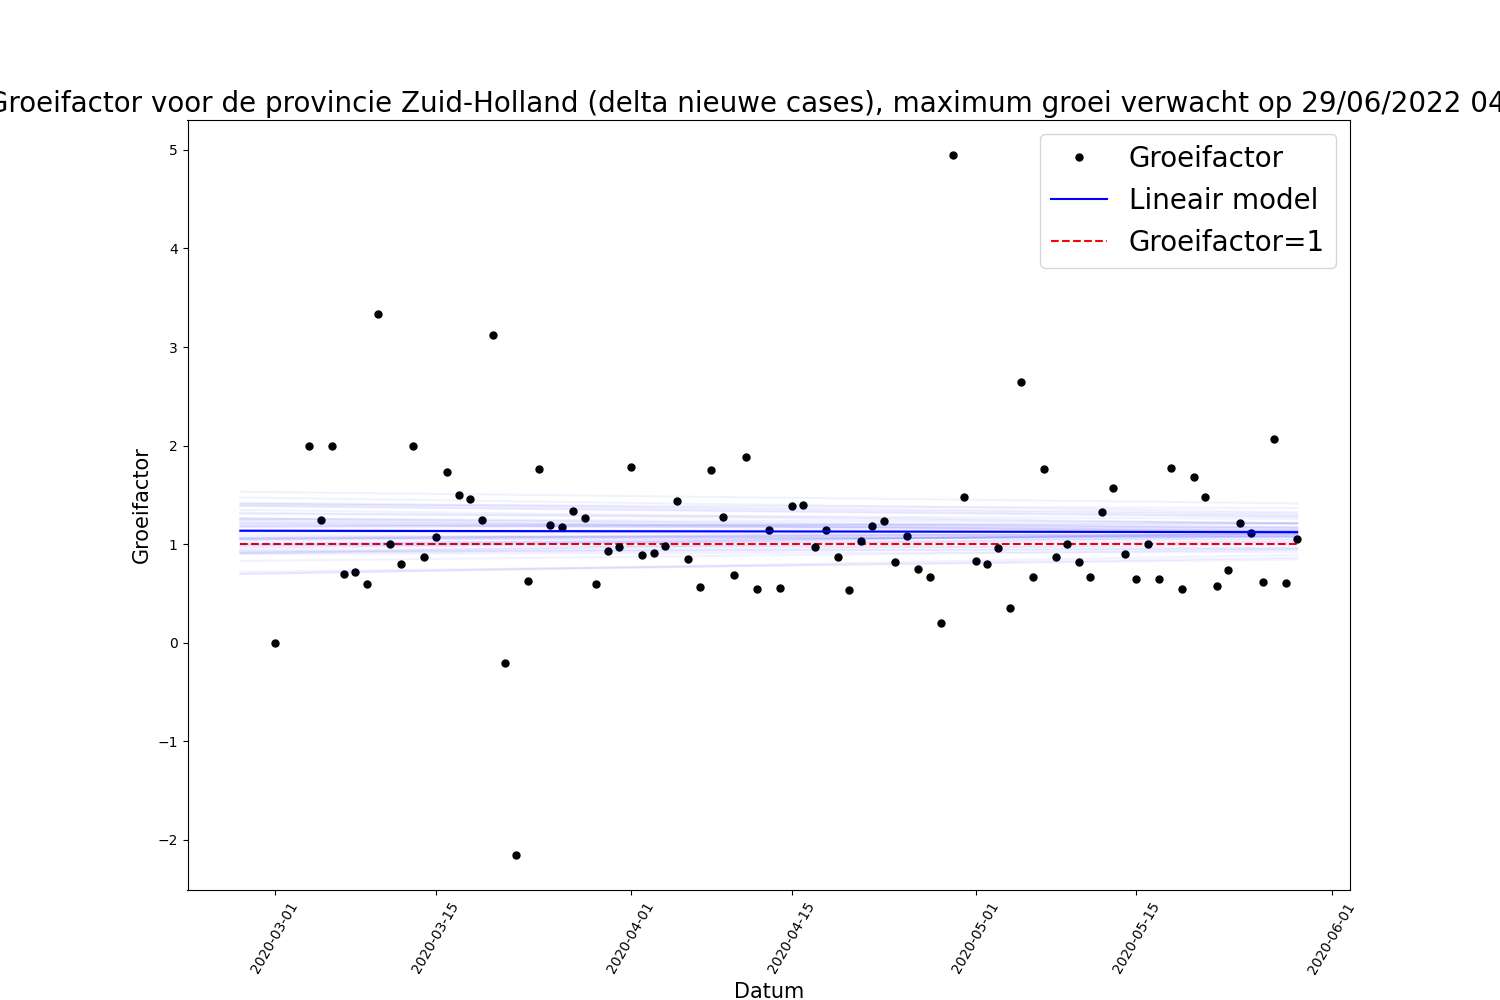 Groeifactor voor de provincie Zuid-Holland (delta nieuwe cases), maximum groei verwacht op 29/06/2022 04
Groeifactor
Lineair model
Groeifactor=1
5
4
3
2
1
0
−1
−2
Groeifactor
2020-03-01
2020-03-15
2020-04-01
2020-04-15
2020-05-01
2020-05-15
2020-06-01
Datum